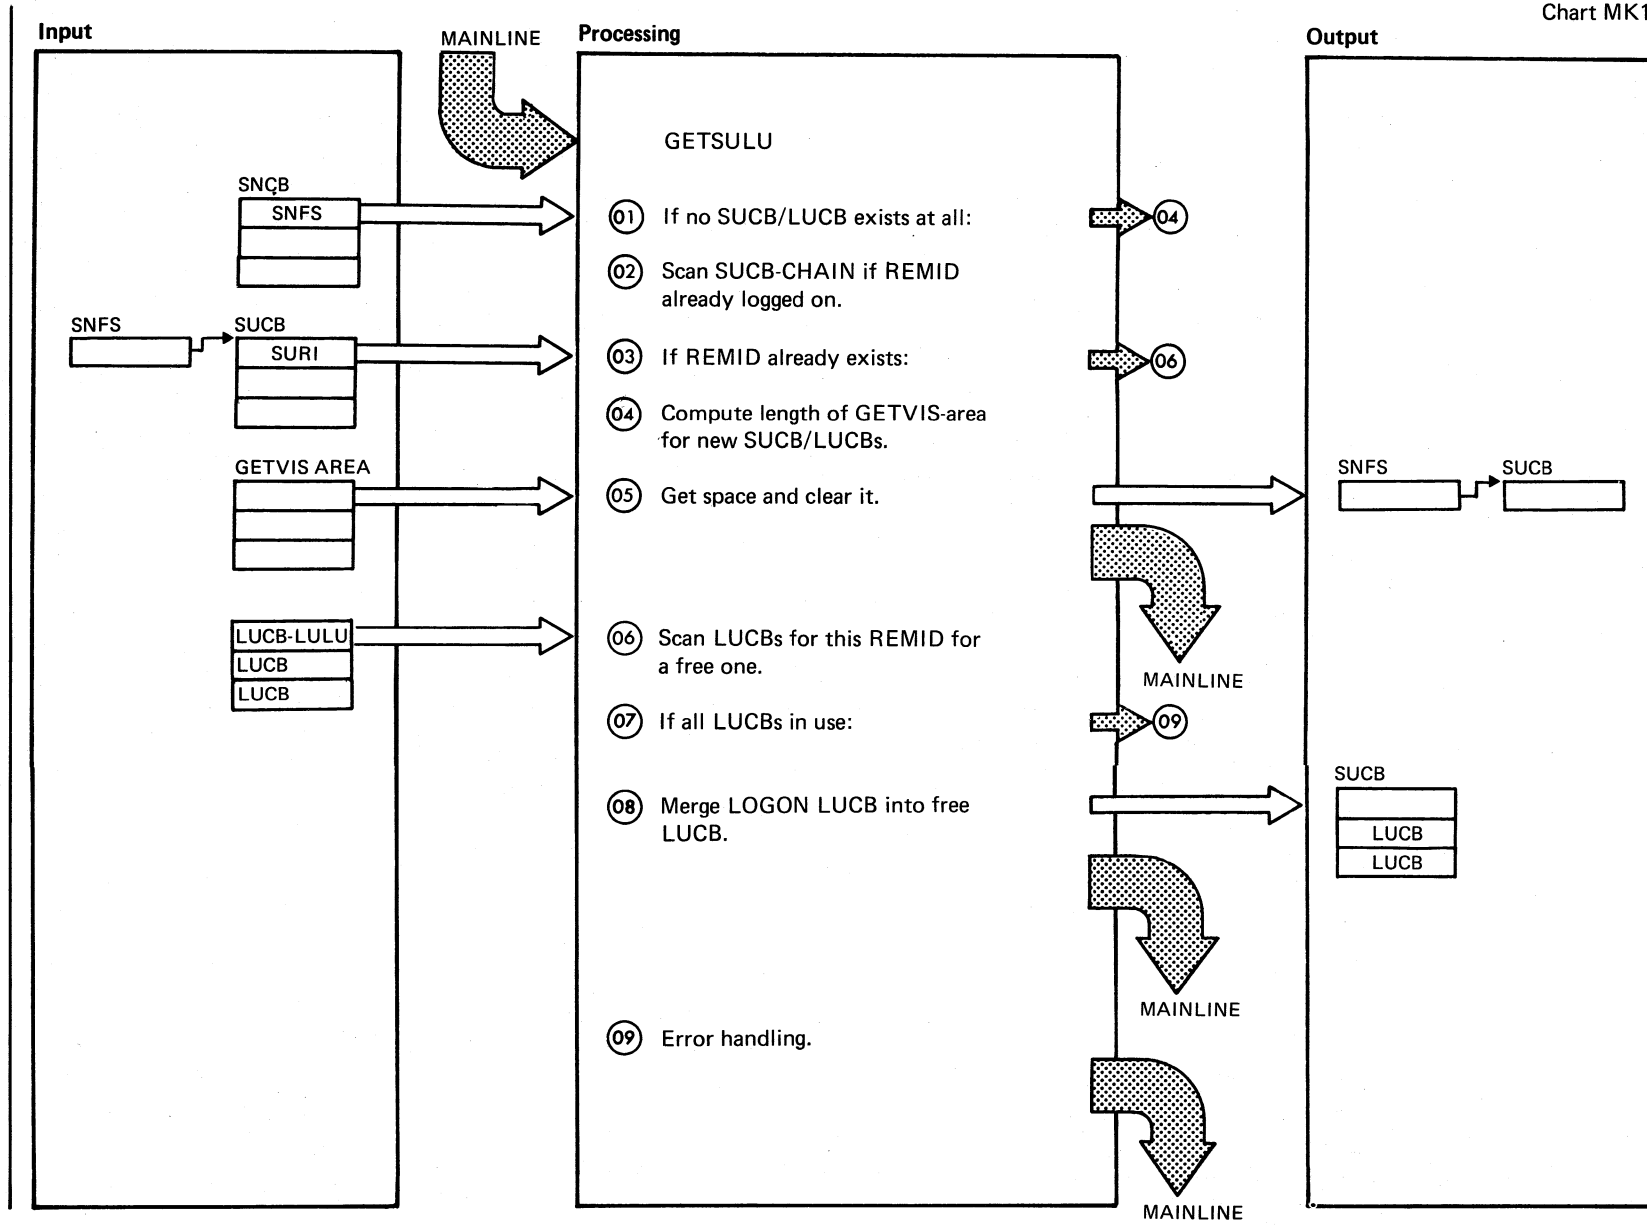 Chart MK1
Input
MAINLINE
Processing
Output
GETSULU
SNCB
SNFS
01 If no SUCB/LUCB exists at all:
04
02 Scan SUCB-CHAIN if REMID
already logged on.
SNFS
SUCB
SURI
03 If REMID already exists:
06
04 Compute length of GETVIS-area
for new SUCB/LUCBs.
GETVIS AREA
05 Get space and clear it.
SNFS
SUCB
MAINLINE
LUCB-LULU
LUCB
LUCB
06 Scan LUCBs for this REMID for
a free one.
07 If all LUCBs in use:
09
08 Merge LOGON LUCB into free
LUCB.
SUCB
LUCB
LUCB
MAINLINE
09 Error handling.
MAINLINE